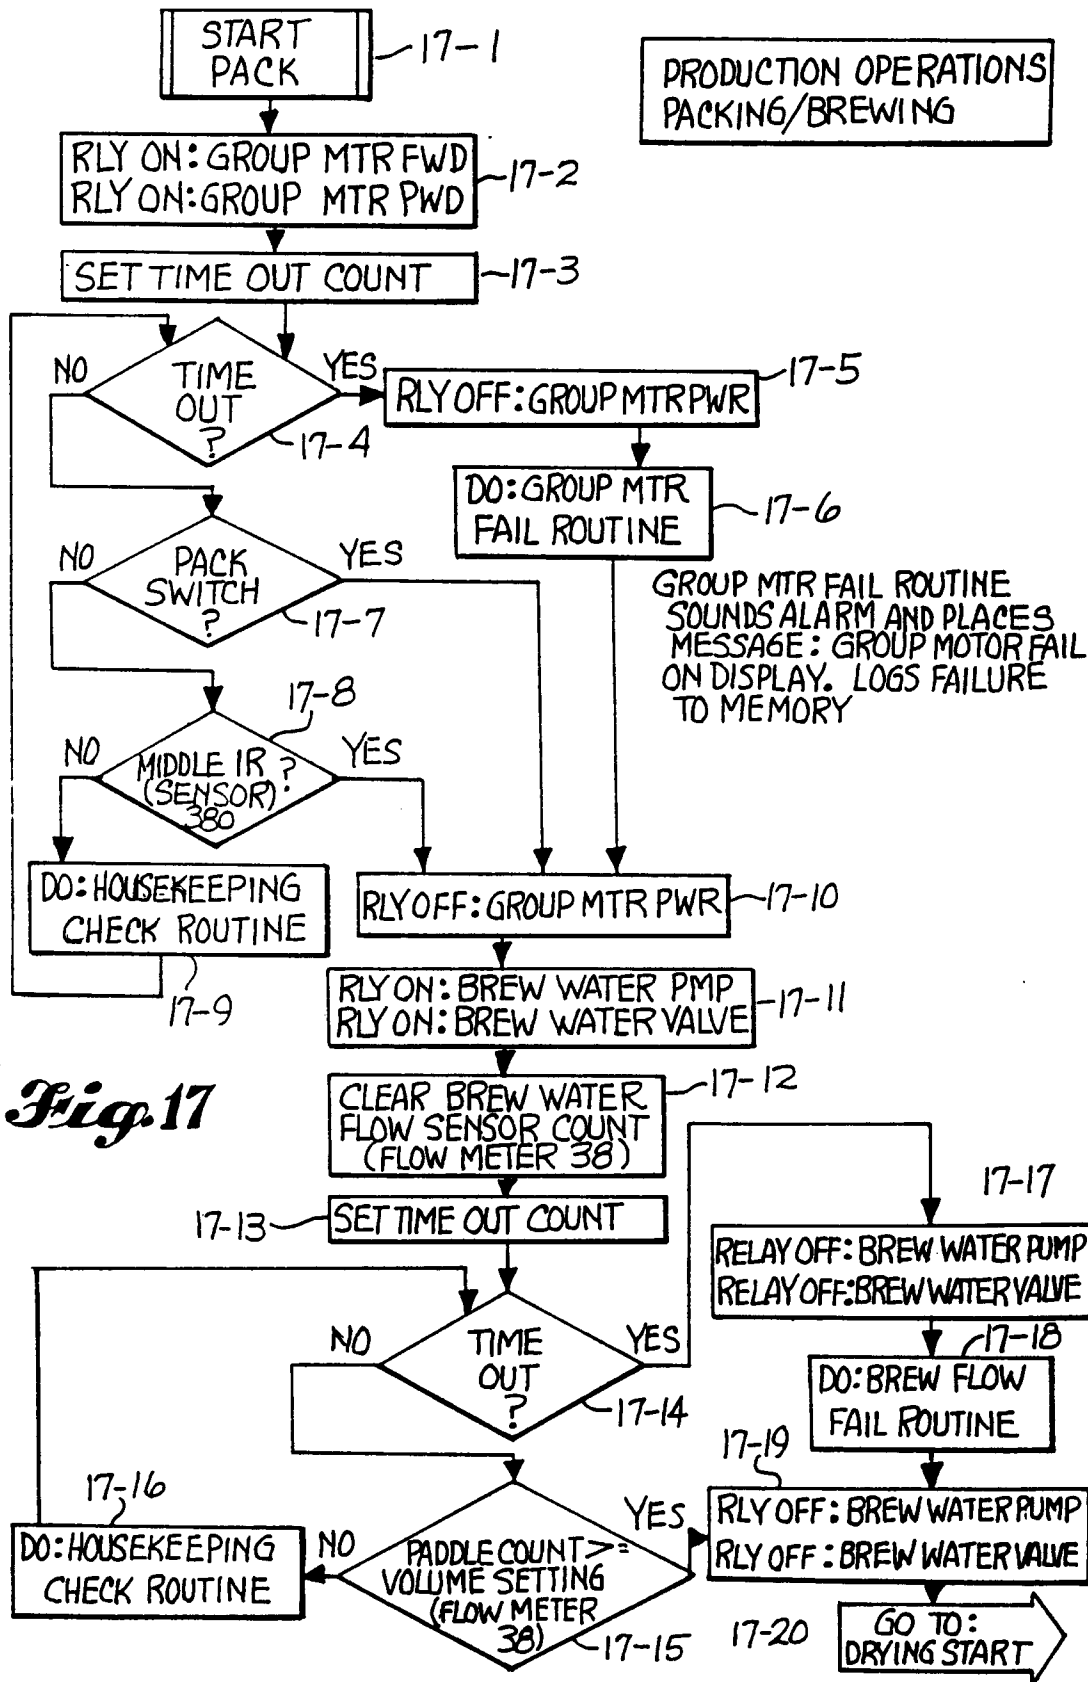 START
PACK
17-1
PRODUCTION OPERATIONS
PACKING/BREWING
RLY ON: GROUP MTR FWD
RLY ON: GROUP MTR PWD
17-2
SET TIME OUT COUNT
17-3
NO
TIME
OUT
?
YES
17-4
RLY OFF: GROUP MTR PWR
17-5
DO: GROUP MTR
FAIL ROUTINE
17-6
GROUP MTR FAIL ROUTINE
SOUNDS ALARM AND PLACES
MESSAGE: GROUP MOTOR FAIL
ON DISPLAY. LOGS FAILURE
TO MEMORY
NO
PACK
SWITCH
?
YES
17-7
17-8
NO
MIDDLE IR ?
(SENSOR)
380
YES
DO: HOUSEKEEPING
CHECK ROUTINE
17-9
RLY OFF: GROUP MTR PWR
17-10
RLY ON: BREW WATER PMP
RLY ON: BREW WATER VALVE
17-11
Fig. 17
CLEAR BREW WATER
FLOW SENSOR COUNT
(FLOW METER 38)
17-12
17-13
SET TIME OUT COUNT
NO
TIME
OUT
?
YES
17-14
17-17
RELAY OFF: BREW WATER PUMP
RELAY OFF: BREW WATER VALVE
17-18
DO: BREW FLOW
FAIL ROUTINE
17-16
DO: HOUSEKEEPING
CHECK ROUTINE
NO
PADDLE COUNT >=
VOLUME SETTING
(FLOW METER
38)
YES
17-15
17-19
RLY OFF: BREW WATER PUMP
RLY OFF: BREW WATER VALVE
17-20
GO TO:
DRYING START